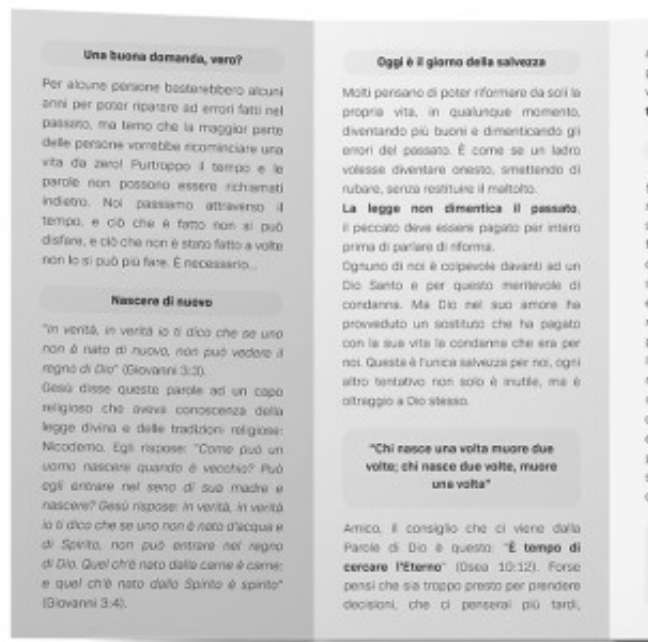 Una buona domanda, vero?
Per alcune persone basterebbero alcuni
anni per poter riparare ad errori fatti nel
passato, ma temo che la maggior parte
delle persone vorrebbe ricominciare una
vita da zero! Purtroppo il tempo e le
parole non possono essere richiamati
indietro. Noi passiamo attraverso il
tempo, e ciò che è fatto non si può
disfare, e ciò che non è stato fatto a volte
non lo si può più fare. È necessario...
Nascere di nuovo
"In verità, in verità io ti dico che se uno
non è nato di nuovo, non può vedere il
regno di Dio" (Giovanni 3:3).
Gesù disse queste parole ad un capo
religioso che aveva conoscenza della
legge divina e delle tradizioni religiose:
Nicodemo. Egli rispose: "Come può un
uomo nascere quando è vecchio? Può
egli entrare nel seno di sua madre e
nascere? Gesù rispose: In verità, in verità
io ti dico che se uno non è nato d'acqua e
di Spirito, non può entrare nel regno
di Dio. Quel ch'è nato dalla carne è carne;
e quel ch'è nato dallo Spirito è spirito"
(Giovanni 3:4).
Oggi è il giorno della salvezza
Molti pensano di poter riformare da soli la
propria vita, in qualunque momento,
diventando più buoni e dimenticando gli
errori del passato. È come se un ladro
volesse diventare onesto, smettendo di
rubare, senza restituire il maltolto.
La legge non dimentica il passato,
il peccato deve essere pagato per intero
prima di parlare di riforma.
Ognuno di noi è colpevole davanti ad un
Dio Santo e per questo meritevole di
condanna. Ma Dio nel suo amore ha
provveduto un sostituto che ha pagato
con la sua vita la condanna che era per
noi. Questa è l'unica salvezza per noi, ogni
altro tentativo non solo è inutile, ma è
oltraggio a Dio stesso.
"Chi nasce una volta muore due
volte; chi nasce due volte, muore
una volta"
Amico, il consiglio che ci viene dalla
Parola di Dio è questo: "È tempo di
cercare l'Eterno" (Osea 10:12). Forse
pensi che sia troppo presto per prendere
decisioni, che ci penserai più tardi,